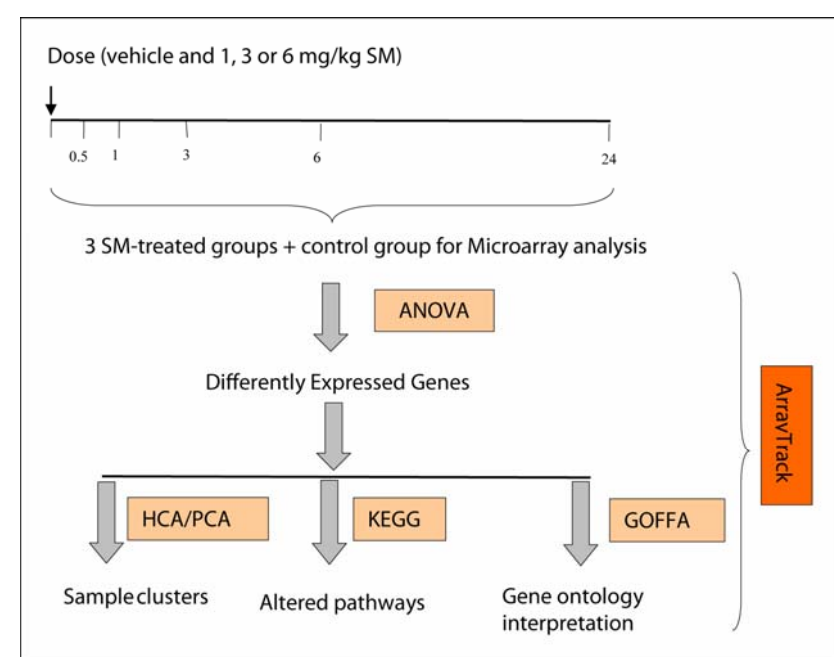 Dose (vehicle and 1, 3 or 6 mg/kg SM)
0.5 1 3 6 24
3 SM-treated groups + control group for Microarray analysis
ANOVA
Differently Expressed Genes
HCA/PCA KEGG GOFFA
Sample clusters Altered pathways Gene ontology
interpretation
ArrayTrack